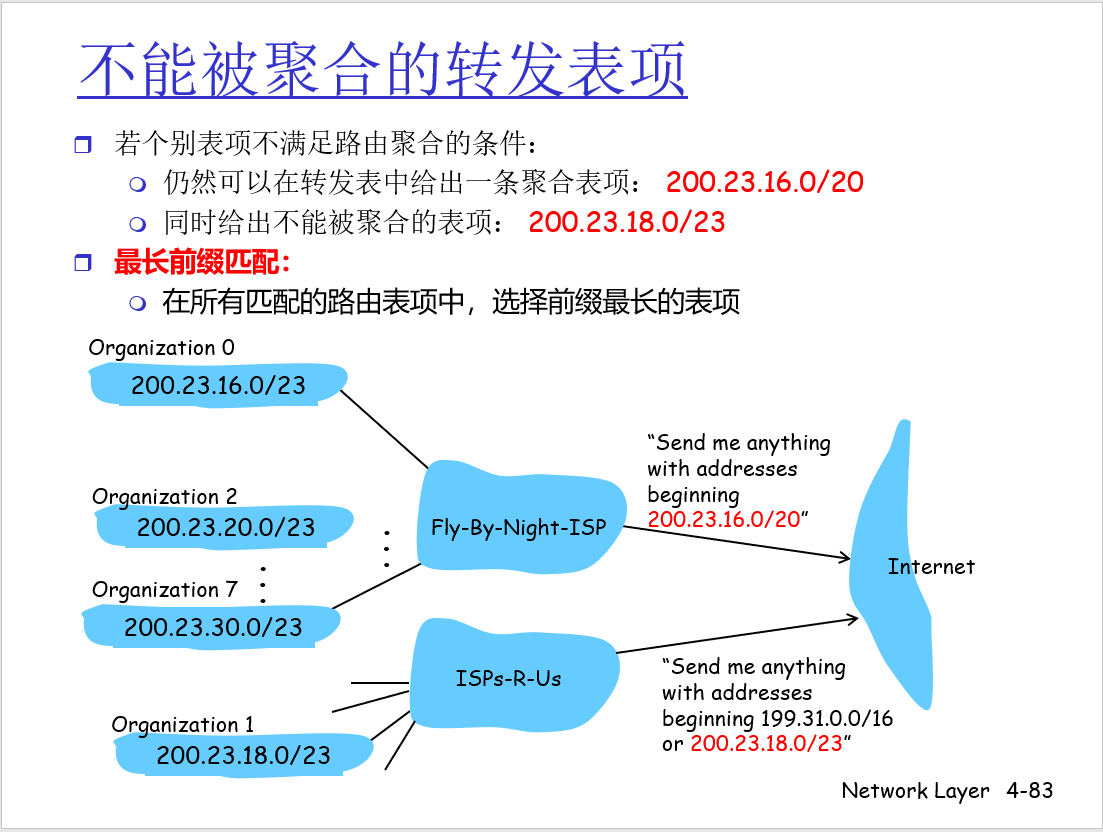 不能被聚合的转发表项
若个别表项不满足路由聚合的条件：
仍然可以在转发表中给出一条聚合表项： 200.23.16.0/20
同时给出不能被聚合的表项： 200.23.18.0/23
最长前缀匹配：
在所有匹配的路由表项中，选择前缀最长的表项
Organization 0
200.23.16.0/23
Organization 2
200.23.20.0/23
Organization 7
200.23.30.0/23
Organization 1
200.23.18.0/23
Fly-By-Night-ISP
ISPs-R-Us
“Send me anything
with addresses
beginning
200.23.16.0/20”
Internet
“Send me anything
with addresses
beginning 199.31.0.0/16
or 200.23.18.0/23”
Network Layer 4-83